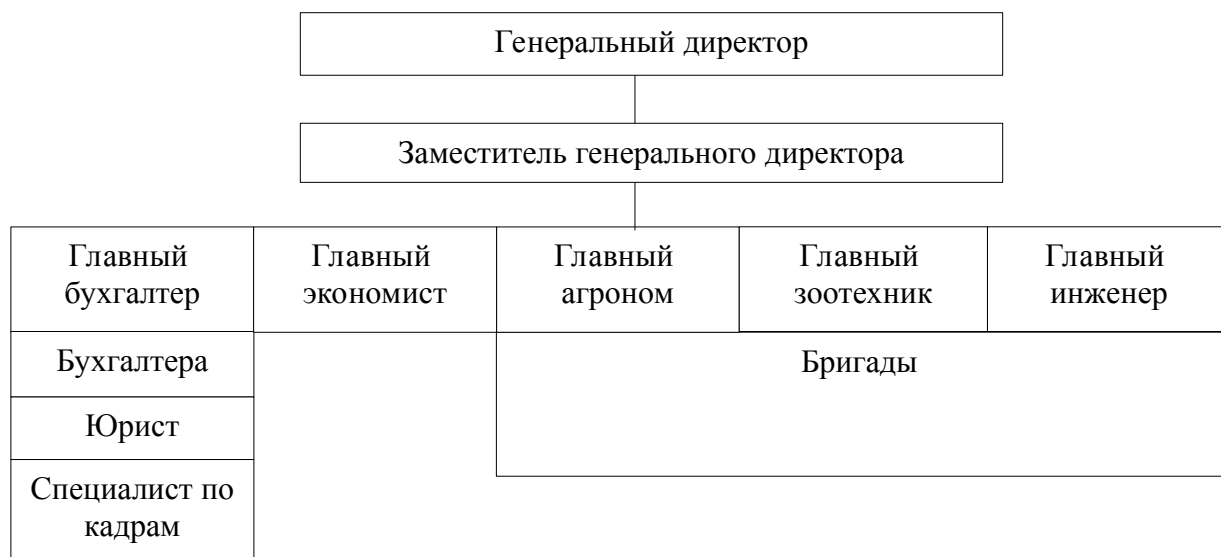 Генеральный директор
Заместитель генерального директора
Главный
бухгалтер
Главный
экономист
Главный
агроном
Главный
зоотехник
Главный
инженер
Бухгалтера
Бригады
Юрист
Специалист по
кадрам